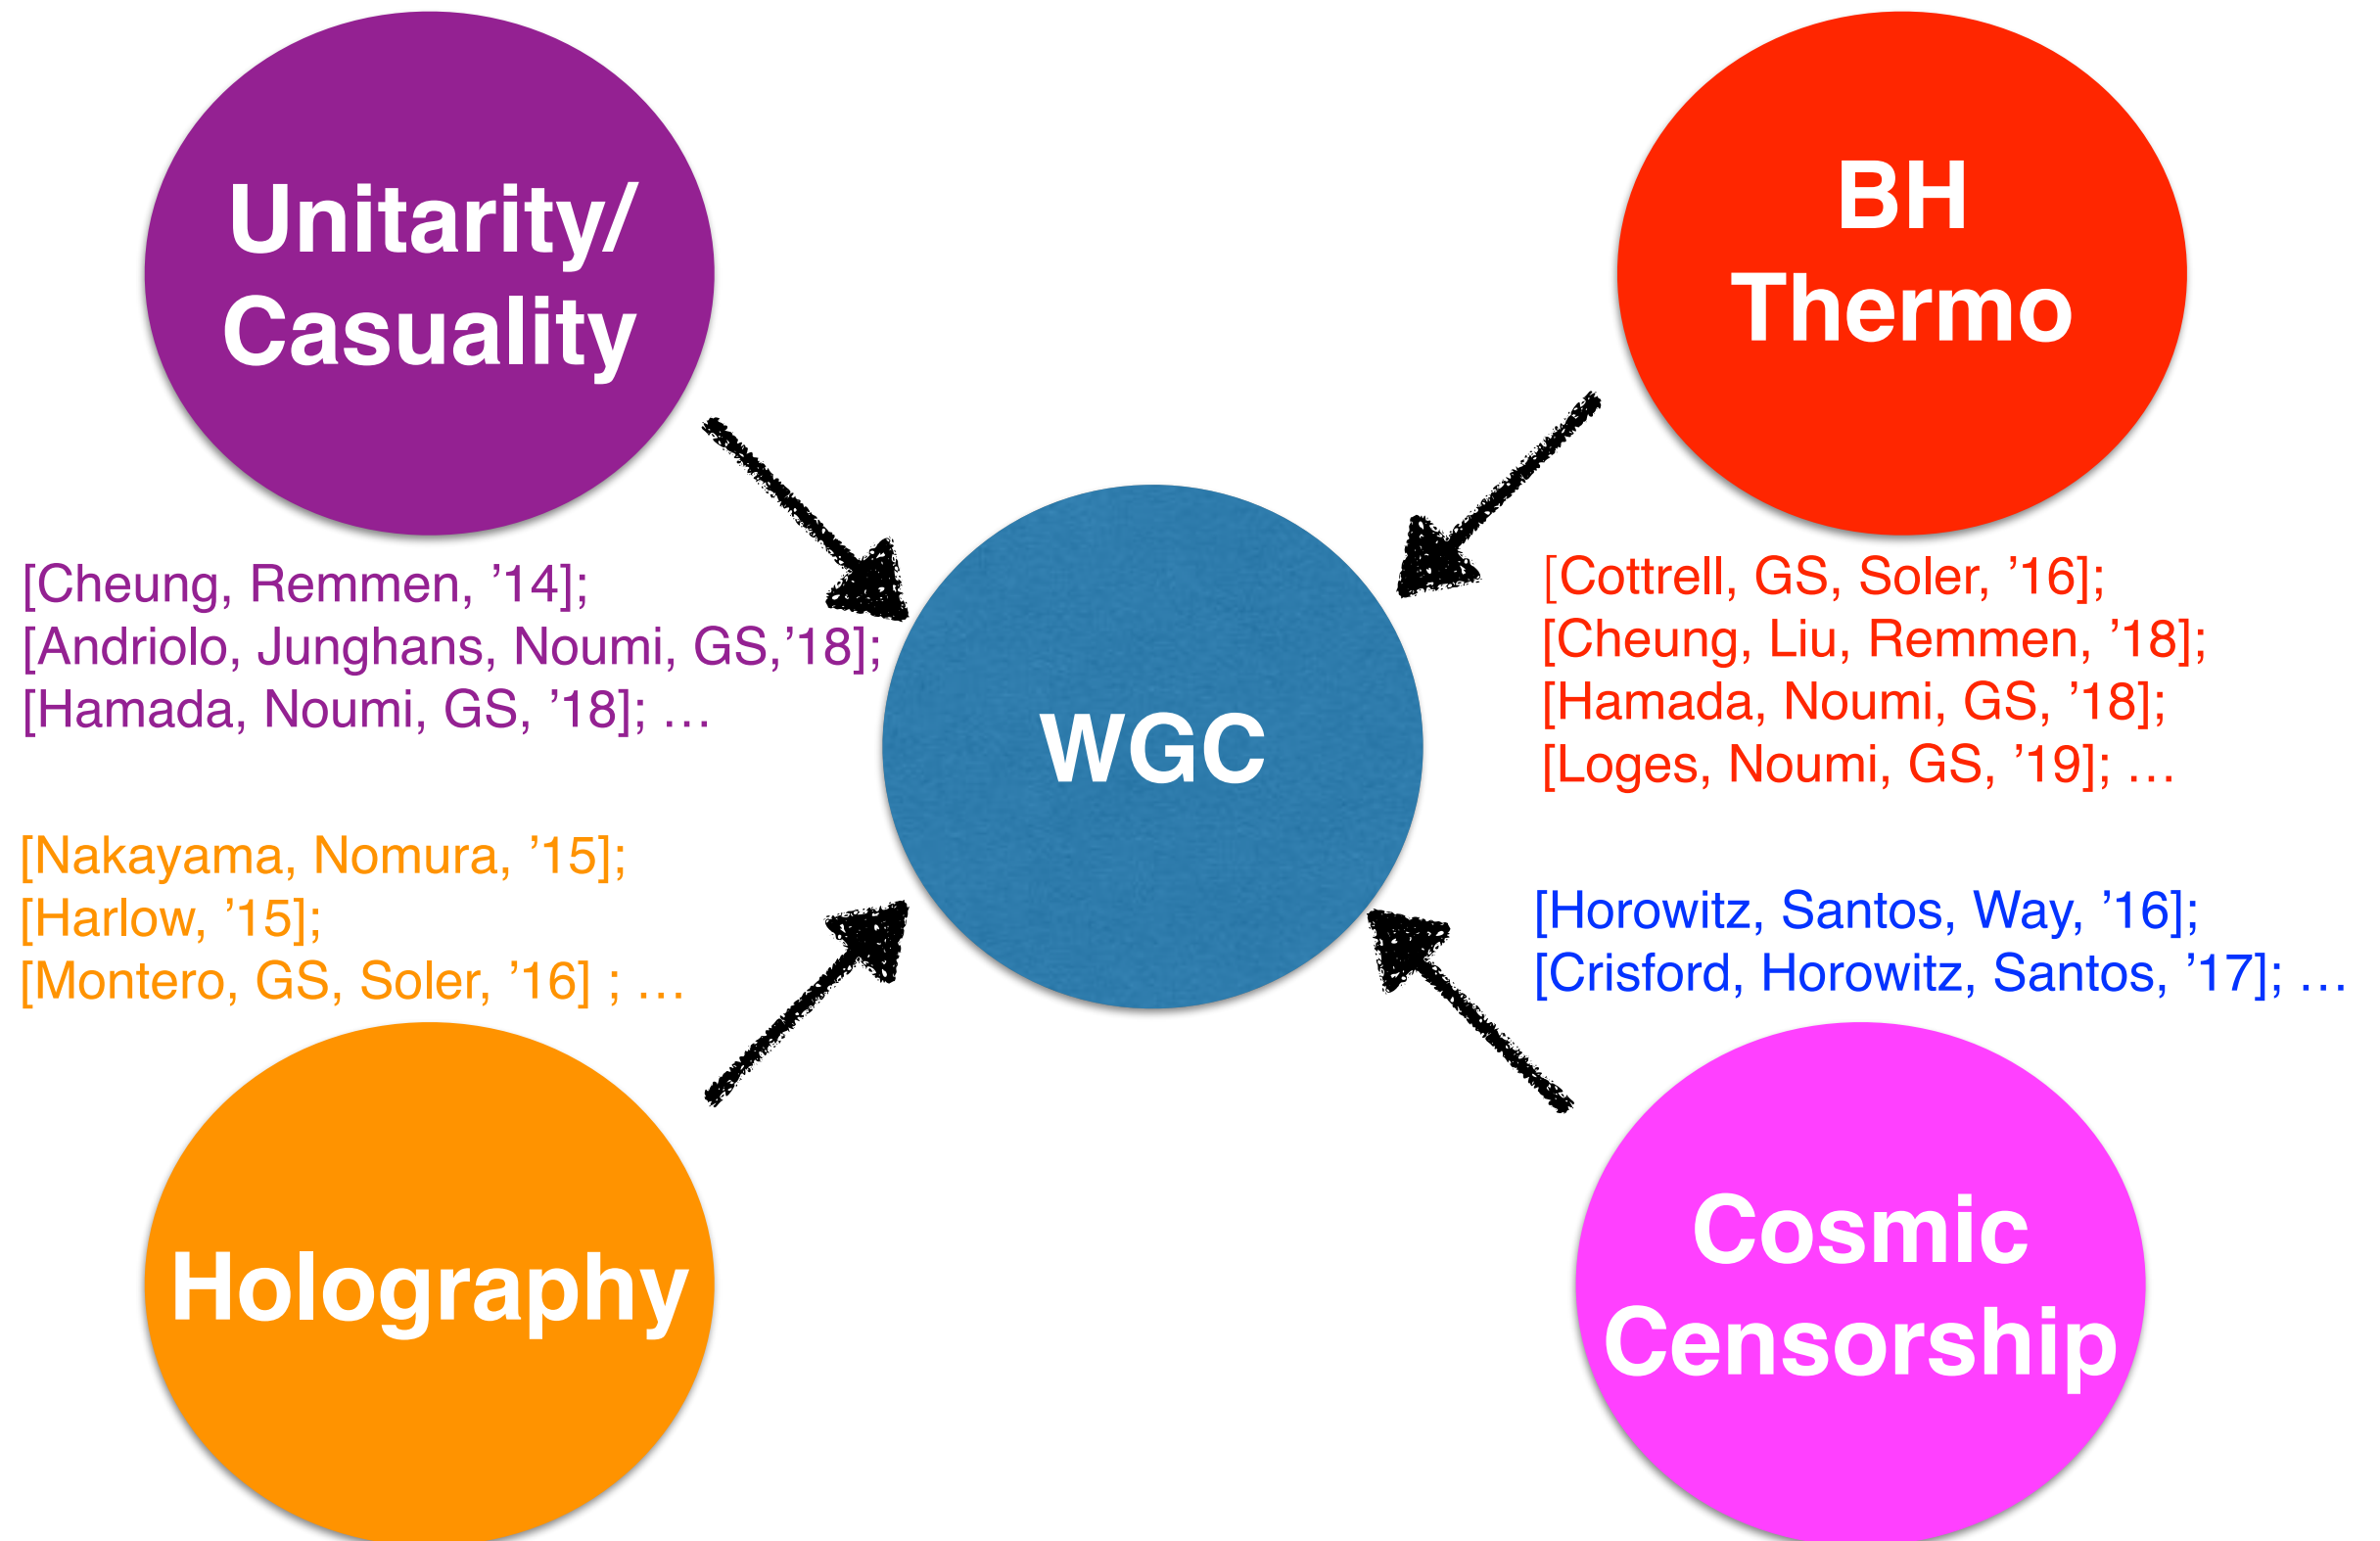 Unitarity/
Casuality
[Cheung, Remmen, ’14];
[Andriolo, Junghans, Noumi, GS,’18];
[Hamada, Noumi, GS, ’18]; …
BH
Thermo
[Cottrell, GS, Soler, ’16];
[Cheung, Liu, Remmen, ’18];
[Hamada, Noumi, GS, ’18];
[Loges, Noumi, GS, ’19]; …
WGC
[Nakayama, Nomura, ’15];
[Harlow, ’15];
[Montero, GS, Soler, ’16] ; …
Holography
[Horowitz, Santos, Way, ’16];
[Crisford, Horowitz, Santos, ’17]; …
Cosmic
Censorship